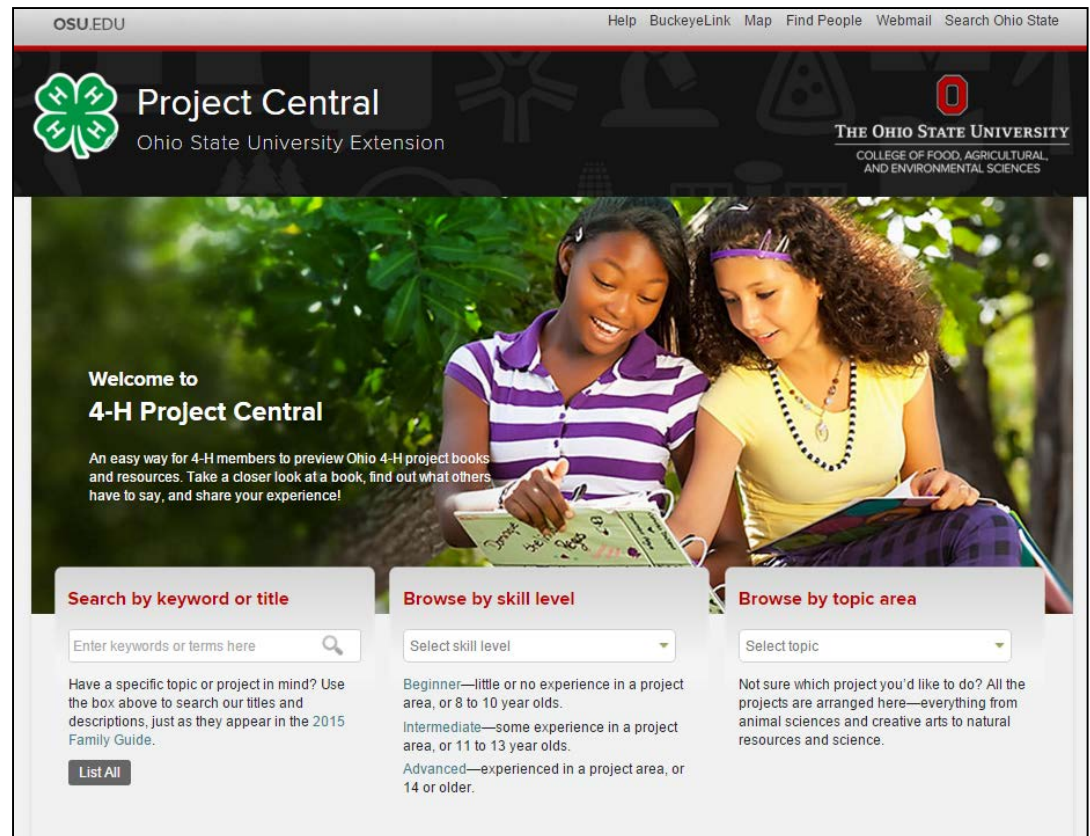 OSU.EDU
Help BuckeyeLink Map Find People Webmail Search Ohio State
H H H H
Project Central
Ohio State University Extension
O
THE OHIO STATE UNIVERSITY
COLLEGE OF FOOD, AGRICULTURAL,
AND ENVIRONMENTAL SCIENCES
Welcome to
4-H Project Central
An easy way for 4-H members to preview Ohio 4-H project books
and resources. Take a closer look at a book, find out what others
have to say, and share your experience!
Search by keyword or title
Enter keywords or terms here
Have a specific topic or project in mind? Use
the box above to search our titles and
descriptions, just as they appear in the 2015
Family Guide.
List All
Browse by skill level
Select skill level
Beginner—little or no experience in a project
area, or 8 to 10 year olds.
Intermediate—some experience in a project
area, or 11 to 13 year olds.
Advanced—experienced in a project area, or
14 or older.
Browse by topic area
Select topic
Not sure which project you'd like to do? All the
projects are arranged here—everything from
animal sciences and creative arts to natural
resources and science.